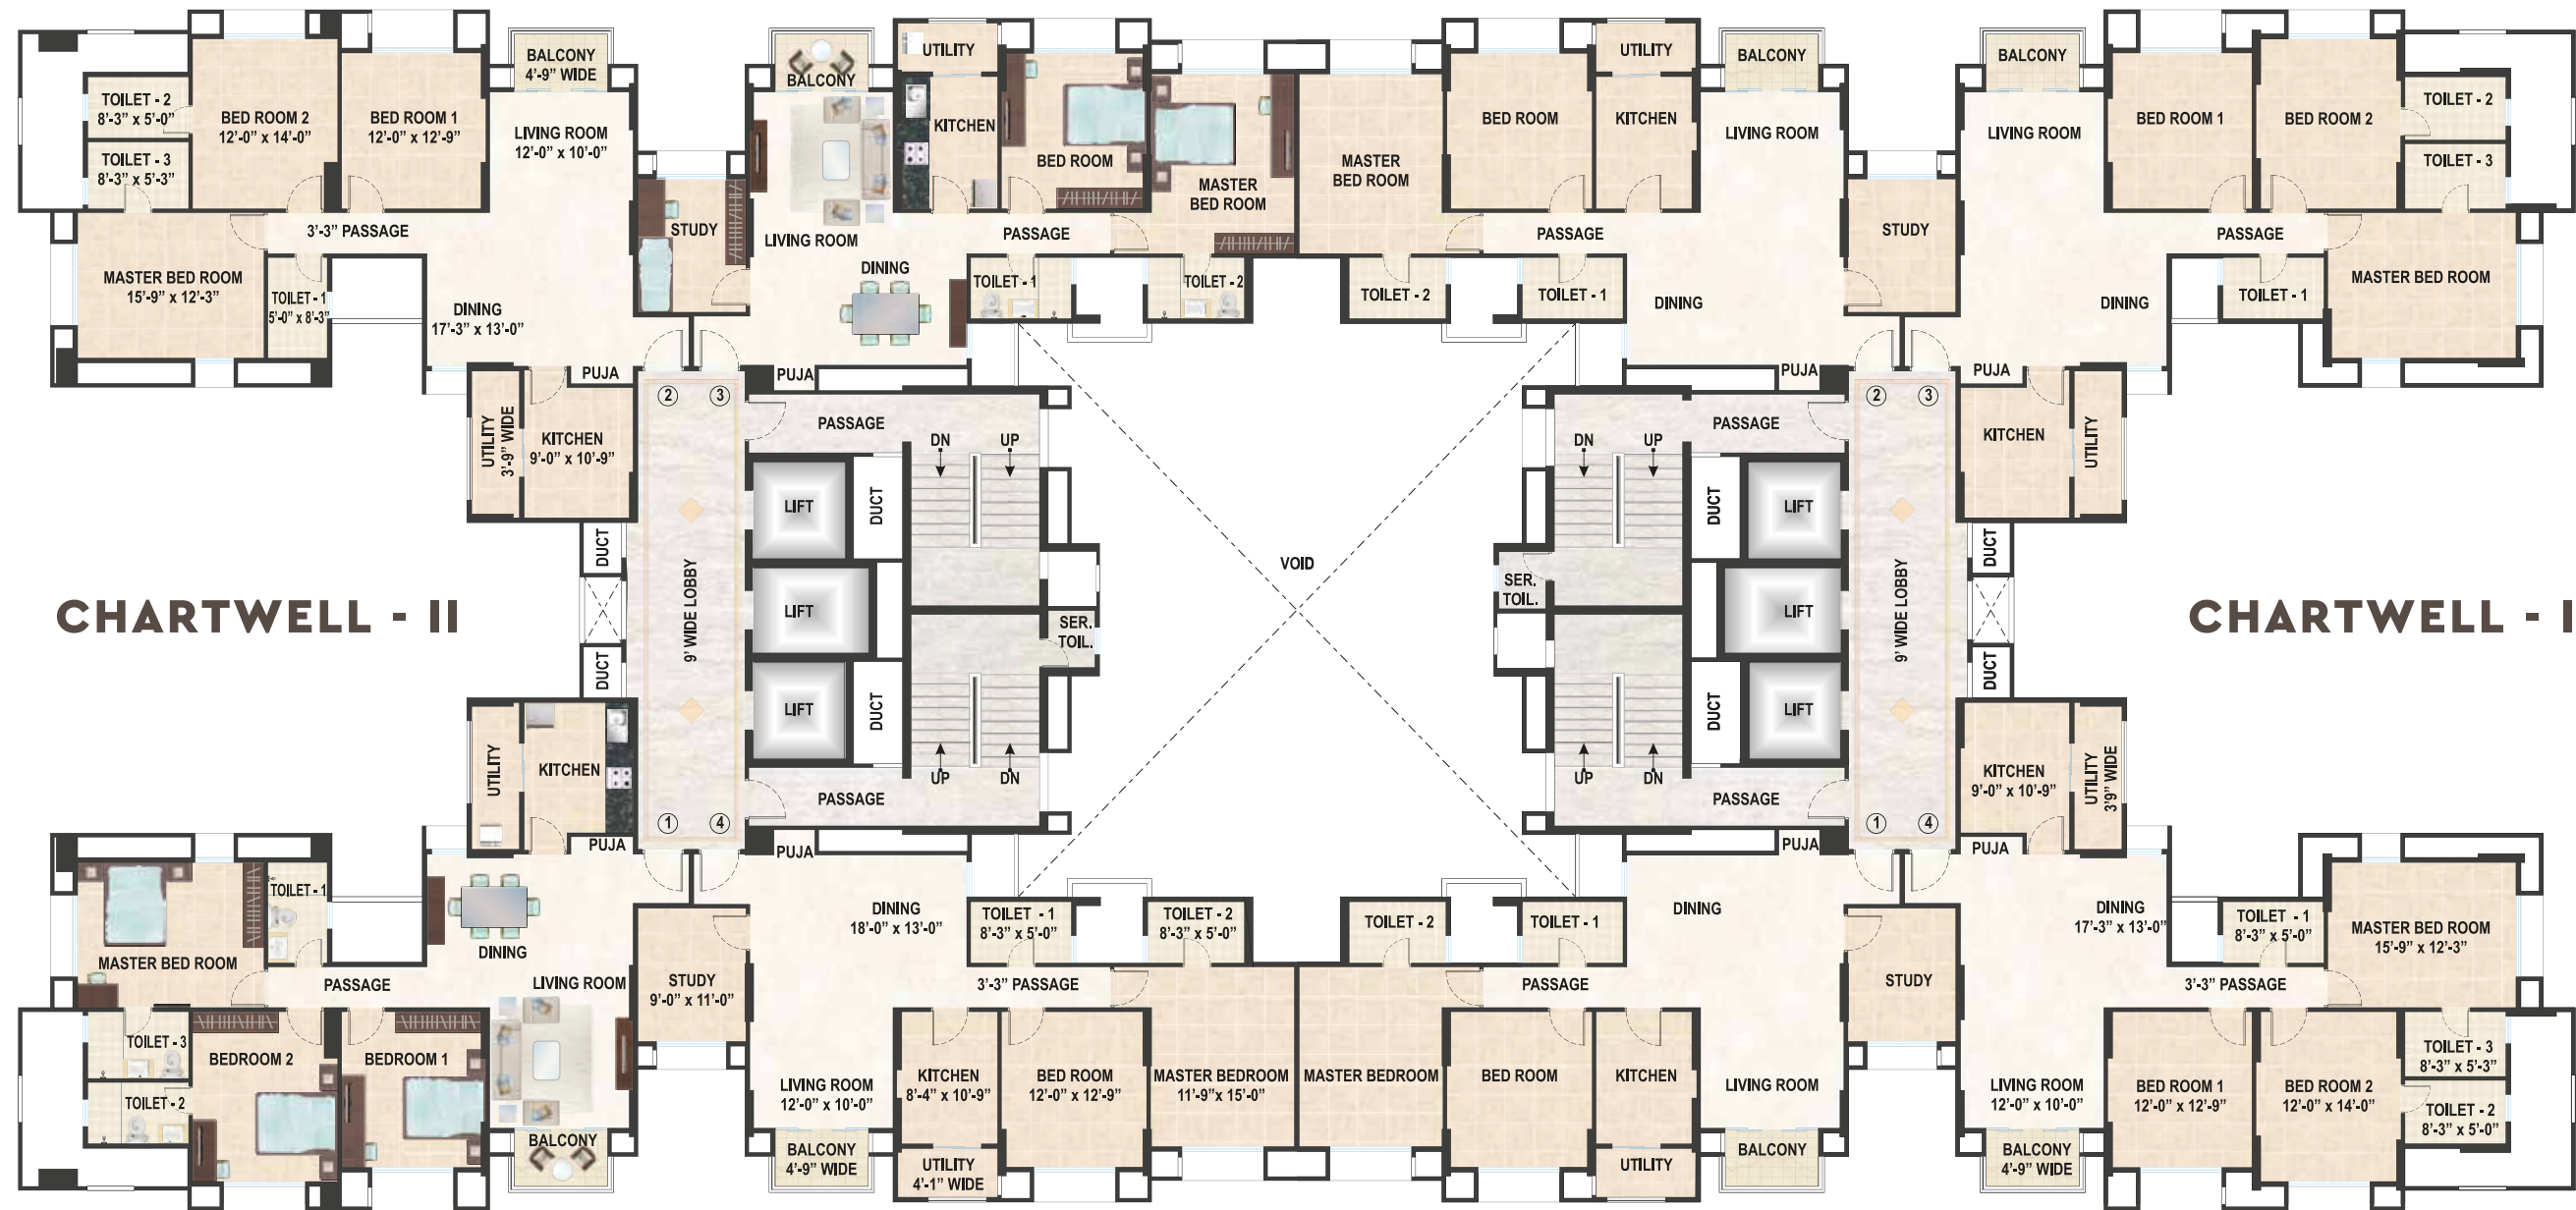 BALCONY
4'-9" WIDE
TOILET - 2
8'-3" x 5'-0"
BED ROOM 2
12'-0" x 14'-0"
BED ROOM 1
12'-0" x 12'-9"
LIVING ROOM
12'-0" x 10'-0"
TOILET - 3
8'-3" x 5'-3"
3'-3" PASSAGE
MASTER BED ROOM
15'-9" x 12'-3"
TOILET - 1
5'-0" x 8'-3"
DINING
17'-3" x 13'-0"
PUJA
UTILITY
3'-9" WIDE
KITCHEN
9'-0" x 10'-9"
BALCONY
UTILITY
KITCHEN
BED ROOM
MASTER
BED ROOM
STUDY
LIVING ROOM
PASSAGE
DINING
TOILET - 1
TOILET - 2
PUJA
MASTER
BED ROOM
BED ROOM
UTILITY
KITCHEN
BALCONY
LIVING ROOM
PASSAGE
TOILET - 2
TOILET - 1
DINING
PUJA
STUDY
BALCONY
LIVING ROOM
BED ROOM 1
BED ROOM 2
TOILET - 2
TOILET - 3
PASSAGE
MASTER BED ROOM
TOILET - 1
DINING
PUJA
KITCHEN
UTILITY
2
3
PASSAGE
DN
UP
LIFT
DUCT
DUCT
9' WIDE LOBBY
LIFT
SER.
TOIL.
DUCT
LIFT
DUCT
UP
DN
PASSAGE
1
4
VOID
2
3
PASSAGE
DN
UP
DUCT
LIFT
DUCT
SER.
TOIL.
LIFT
9' WIDE LOBBY
DUCT
LIFT
DUCT
UP
DN
PASSAGE
1
4
CHARTWELL - II
CHARTWELL - I
UTILITY
KITCHEN
PUJA
TOILET - 1
MASTER BED ROOM
DINING
PASSAGE
LIVING ROOM
TOILET - 3
BEDROOM 2
BEDROOM 1
TOILET - 2
BALCONY
PUJA
DINING
18'-0" x 13'-0"
TOILET - 1
8'-3" x 5'-0"
TOILET - 2
8'-3" x 5'-0"
STUDY
9'-0" x 11'-0"
3'-3" PASSAGE
LIVING ROOM
12'-0" x 10'-0"
KITCHEN
8'-4" x 10'-9"
BED ROOM
12'-0" x 12'-9"
MASTER BEDROOM
11'-9"x 15'-0"
BALCONY
4'-9" WIDE
UTILITY
4'-1" WIDE
PUJA
DINING
TOILET - 2
TOILET - 1
PASSAGE
MASTER BEDROOM
BED ROOM
KITCHEN
LIVING ROOM
UTILITY
BALCONY
STUDY
KITCHEN
9'-0" x 10'-9"
UTILITY
3'9" WIDE
PUJA
DINING
17'-3" x 13'-0"
TOILET - 1
8'-3" x 5'-0"
MASTER BED ROOM
15'-9" x 12'-3"
3'-3" PASSAGE
LIVING ROOM
12'-0" x 10'-0"
BED ROOM 1
12'-0" x 12'-9"
BED ROOM 2
12'-0" x 14'-0"
TOILET - 3
8'-3" x 5'-3"
TOILET - 2
8'-3" x 5'-0"
BALCONY
4'-9" WIDE